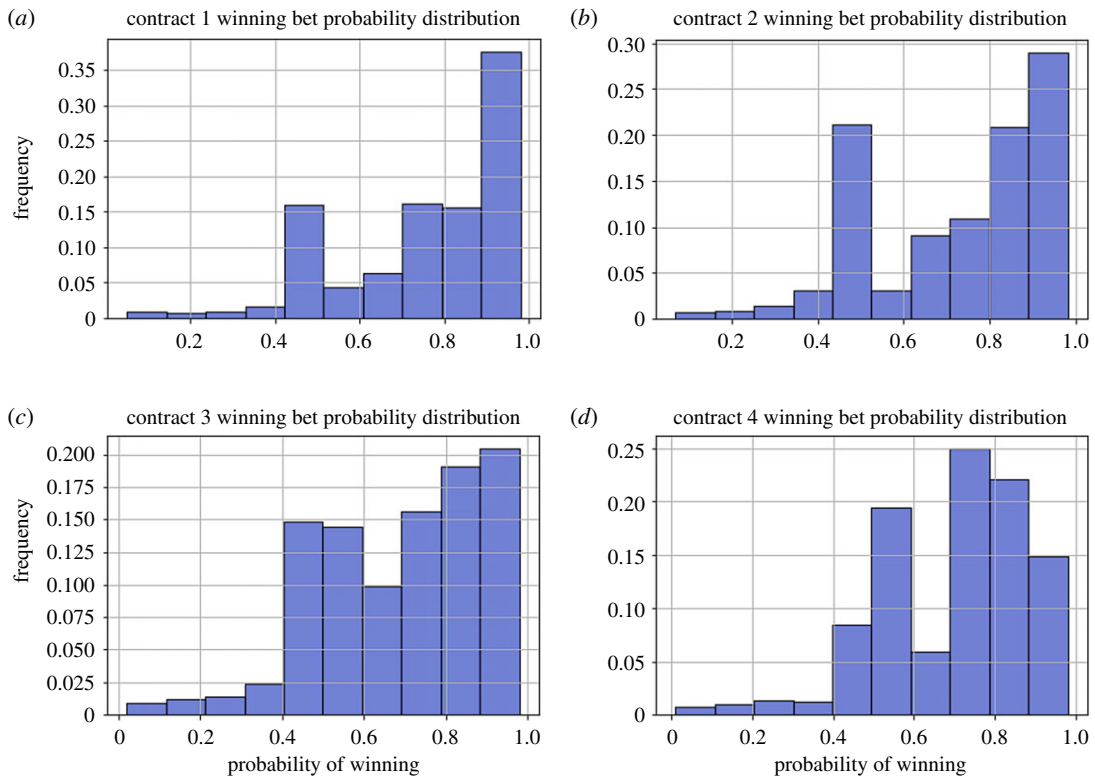 (a) contract 1 winning bet probability distribution
frequency
0.35
0.30
0.25
0.20
0.15
0.10
0.05
0
0.2 0.4 0.6 0.8 1.0
(b) contract 2 winning bet probability distribution
0.30
0.25
0.20
0.15
0.10
0.05
0
0.2 0.4 0.6 0.8 1.0
(c) contract 3 winning bet probability distribution
frequency
0.200
0.175
0.150
0.125
0.100
0.075
0.050
0.025
0
0 0.2 0.4 0.6 0.8 1.0
probability of winning
(d) contract 4 winning bet probability distribution
0.25
0.20
0.15
0.10
0.05
0
0 0.2 0.4 0.6 0.8 1.0
probability of winning